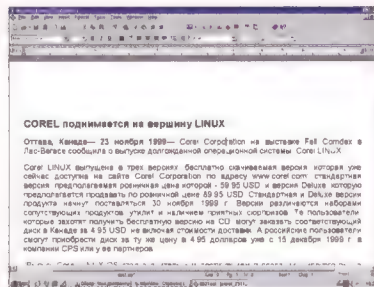 COREL поднимается на вершину LINUX
Оттава, Канада— 23 ноября 1999— Corel Corporation на выставке Fall Comdex в
Лас-Вегасе сообщила о выпуске долгожданной операционной системы Corel LINUX
Corel LINUX выпущена в трех версиях бесплатно скачиваемая версия которая уже
сейчас доступна на сайте Corel Corporation по адресу www corel com стандартная
версия предполагаемая розничная цена которой - 59 95 USD и версия Deluxe которую
предполагается продавать по розничной цене 89 95 USD Стандартная и Deluxe версии
продукта начнут поставляться 30 ноября 1999 г Версии различаются наборами
сопутствующих продуктов утилит и наличием приятных сюрпризов Те пользователи
которые захотят получить бесплатную версию на CD могут заказать соответствующий
диск в Канаде за 4 95 USD не включая стоимости доставки А российские пользователи
смогут приобрести диск за ту же цену в 4 95 долларов уже с 15 декабря 1999 г в
компании CPS или у ее партнеров